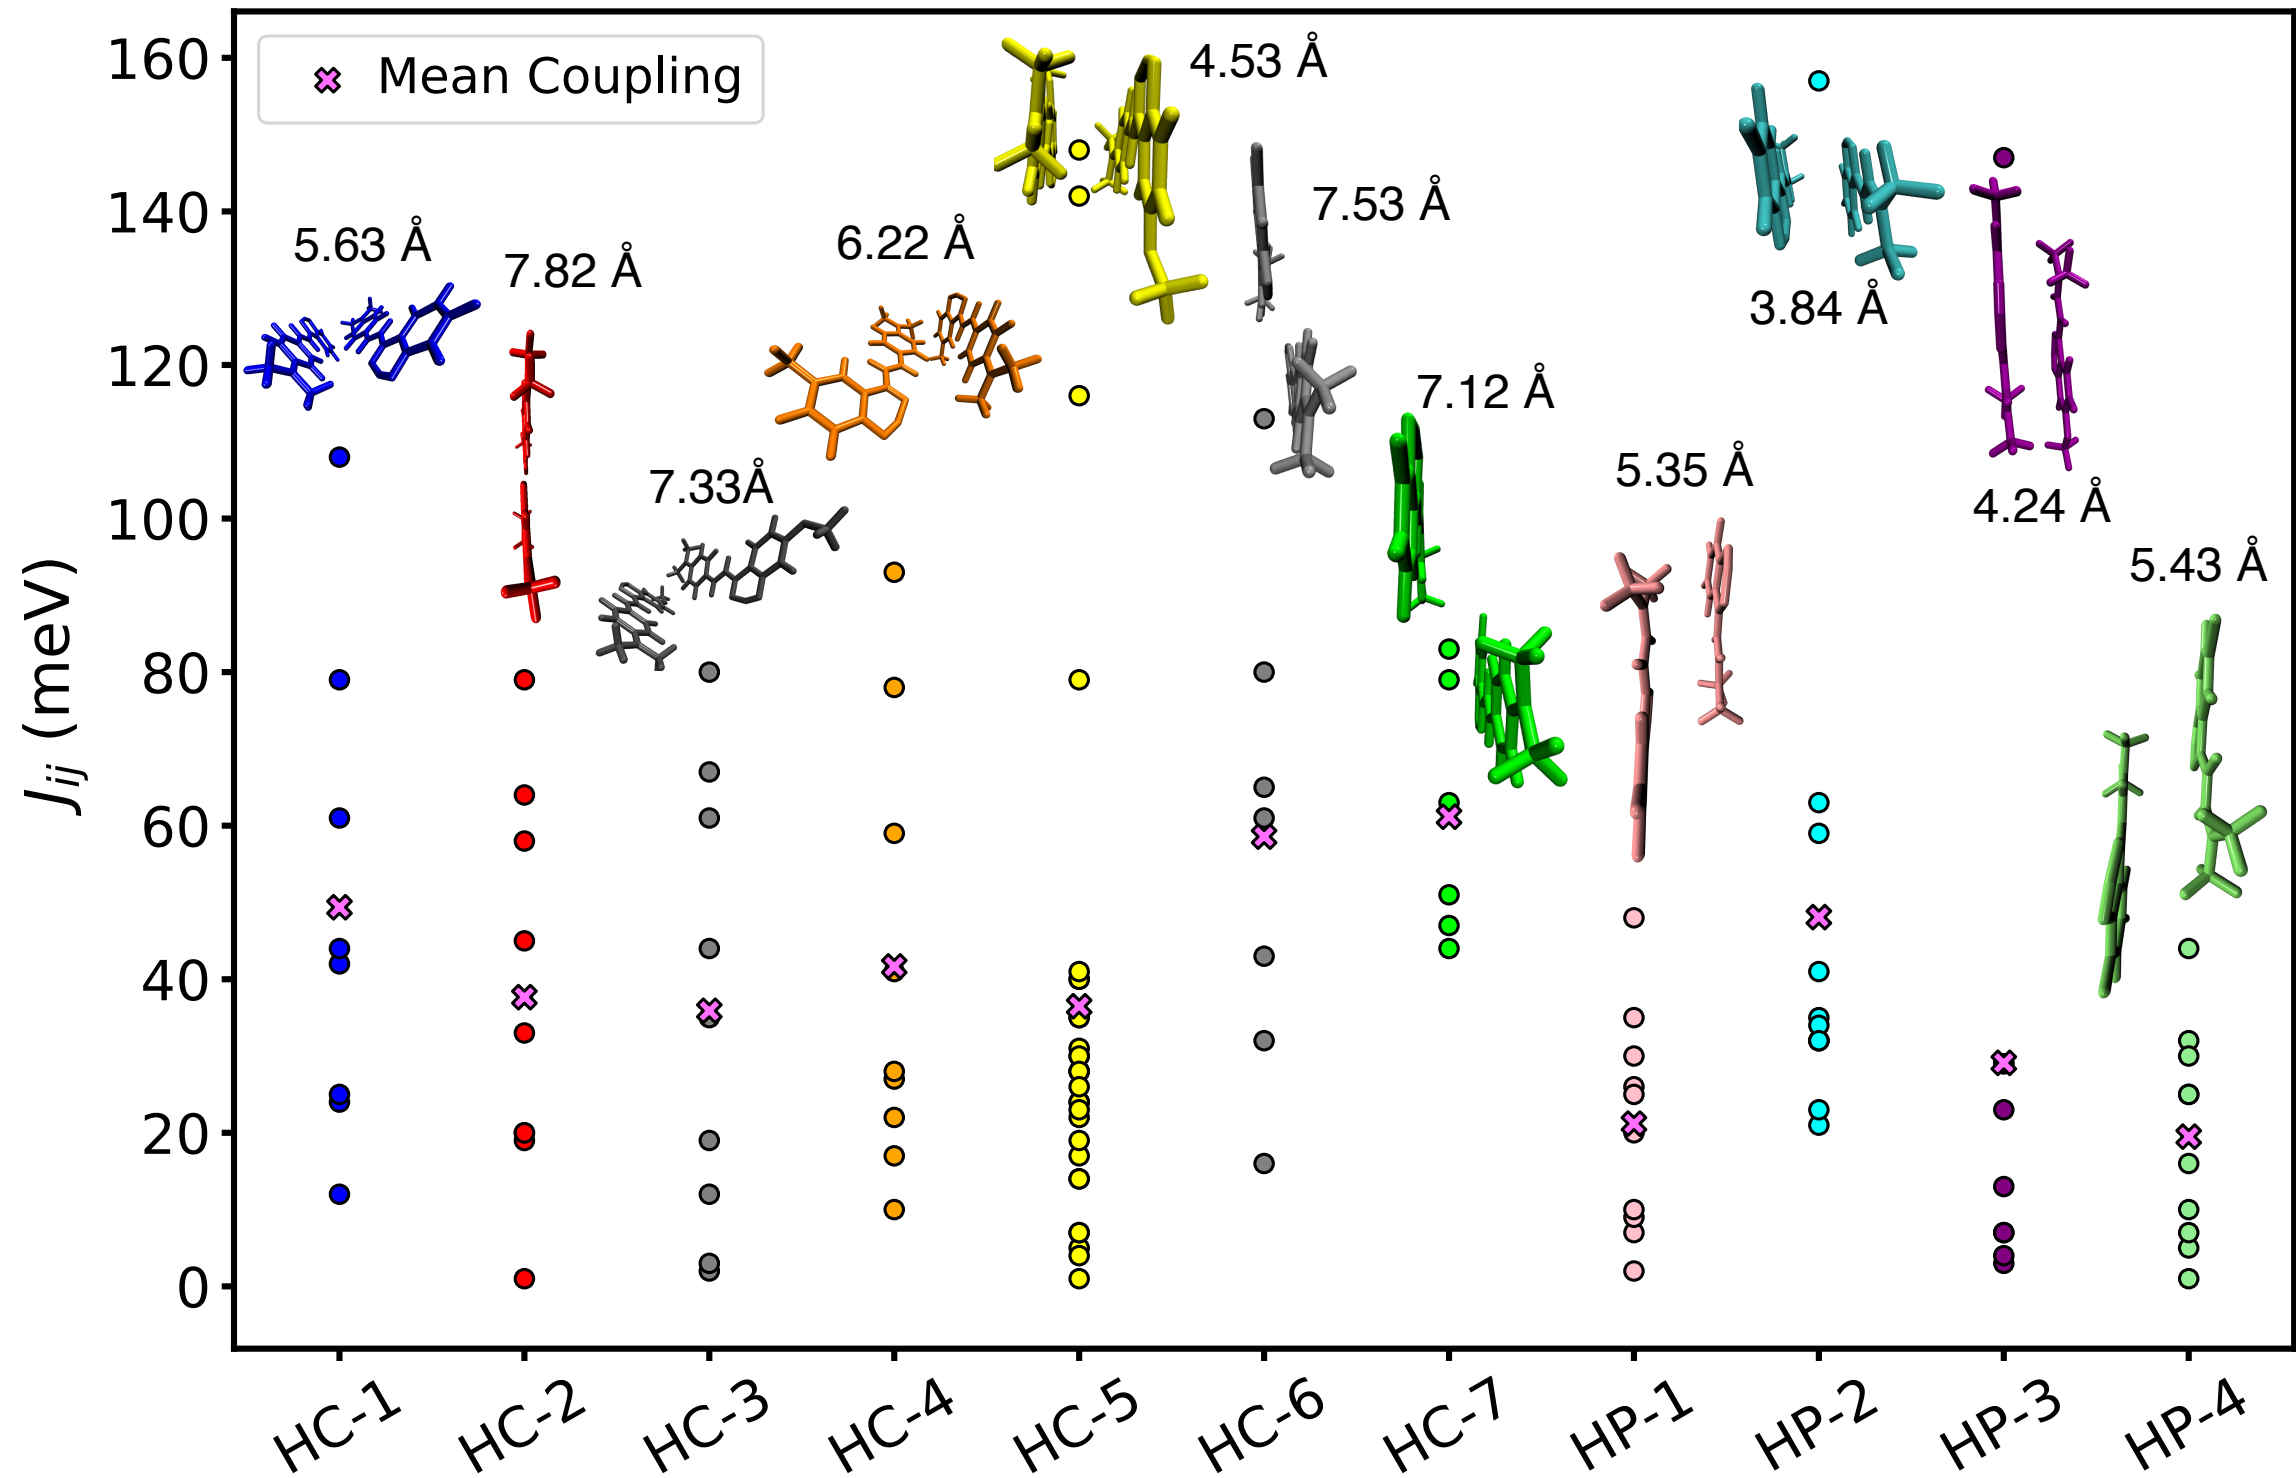 Mean Coupling
160
140
120
100
80
60
40
20
0
J_ij (meV)
5.63 Å
7.82 Å
7.33Å
6.22 Å
4.53 Å
7.53 Å
7.12 Å
5.35 Å
3.84 Å
4.24 Å
5.43 Å
HC-1
HC-2
HC-3
HC-4
HC-5
HC-6
HC-7
HP-1
HP-2
HP-3
HP-4